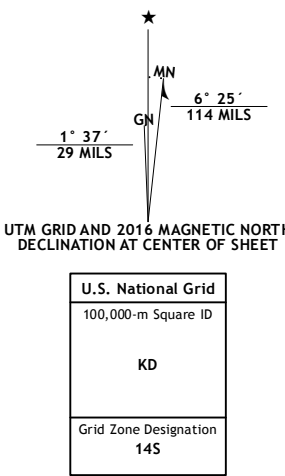 MN
6° 25´
114 MILS
GN
1° 37´
29 MILS
UTM GRID AND 2016 MAGNETIC NORTH
DECLINATION AT CENTER OF SHEET
U.S. National Grid
100,000-m Square ID
KD
Grid Zone Designation
14S